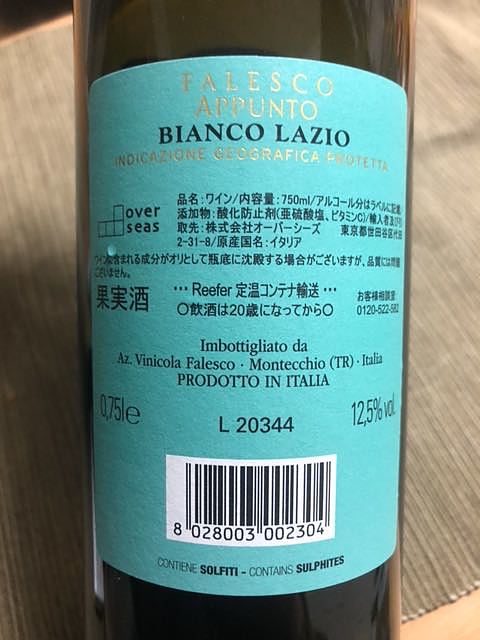 FALESCO
APPUNTO
BIANCO LAZIO
INDICAZIONE GEOGRAFICA PROTETTA
over seas
品名:ワイン/内容量:750ml/アルコール分はラベルに記載/
添加物:酸化防止剤(亜硫酸塩、ビタミンC)/輸入者及び引
取先:株式会社オーバーシーズ 東京都世田谷区代田
2-31-8/原産国名:イタリア
ワインに含まれる成分がオリとして瓶底に沈殿する場合がございますが、品質には問題
ございません。
果実酒
… Reefer 定温コンテナ輸送 …
○飲酒は20歳になってから○
お客様相談室:
0120-522-582
Imbottigliato da
Az. Vinicola Falesco · Montecchio (TR) · Italia
PRODOTTO IN ITALIA
0,75l e
L 20344
12,5% vol.
8 028003 002304
CONTIENE SOLFITI - CONTAINS SULPHITES